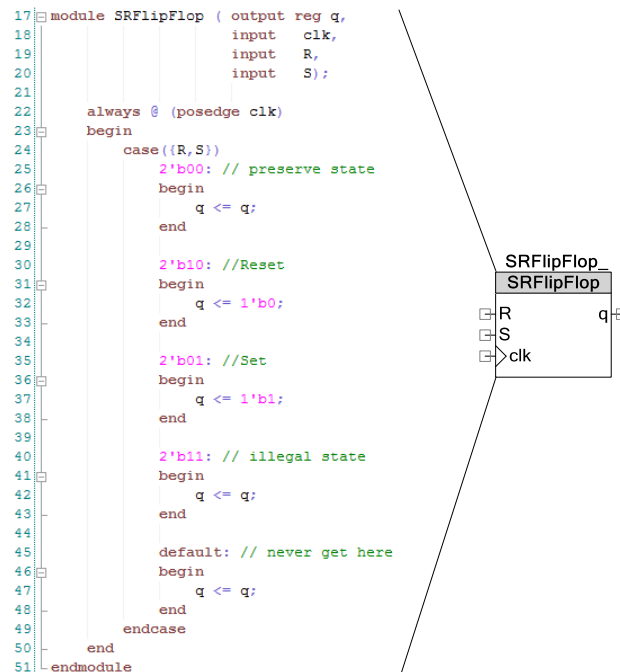 17 module SRFlipFlop ( output reg q,
18 input clk,
19 input R,
20 input S);
21
22 always @ (posedge clk)
23 begin
24 case({R,S})
25 2'b00: // preserve state
26 begin
27 q <= q;
28 end
29
30 2'b10: //Reset
31 begin
32 q <= 1'b0;
33 end
34
35 2'b01: //Set
36 begin
37 q <= 1'b1;
38 end
39
40 2'b11: // illegal state
41 begin
42 q <= q;
43 end
44
45 default: // never get here
46 begin
47 q <= q;
48 end
49 endcase
50 end
51 endmodule
SRFlipFlop_
SRFlipFlop
R q
S
clk